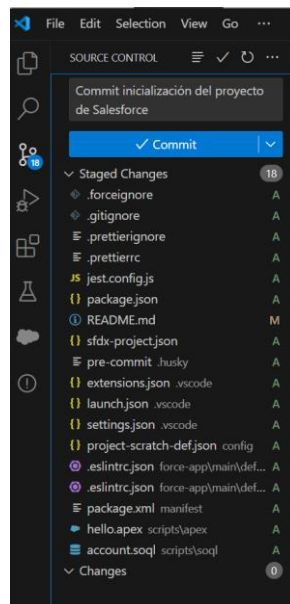 File Edit Selection View Go ...
SOURCE CONTROL
Commit inicialización del proyecto
de Salesforce
18
Commit
Staged Changes 18
.forceignore A
.gitignore A
.prettierignore A
.prettierrc A
JS jest.config.js A
{} package.json A
README.md M
{} sfdx-project.json A
pre-commit .husky A
{} extensions.json .vscode A
{} launch.json .vscode A
{} settings.json .vscode A
{} project-scratch-def.json config A
.eslintrc.json force-app\main\def... A
.eslintrc.json force-app\main\def... A
package.xml manifest A
hello.apex scripts\apex A
account.soql scripts\soql A
Changes 0